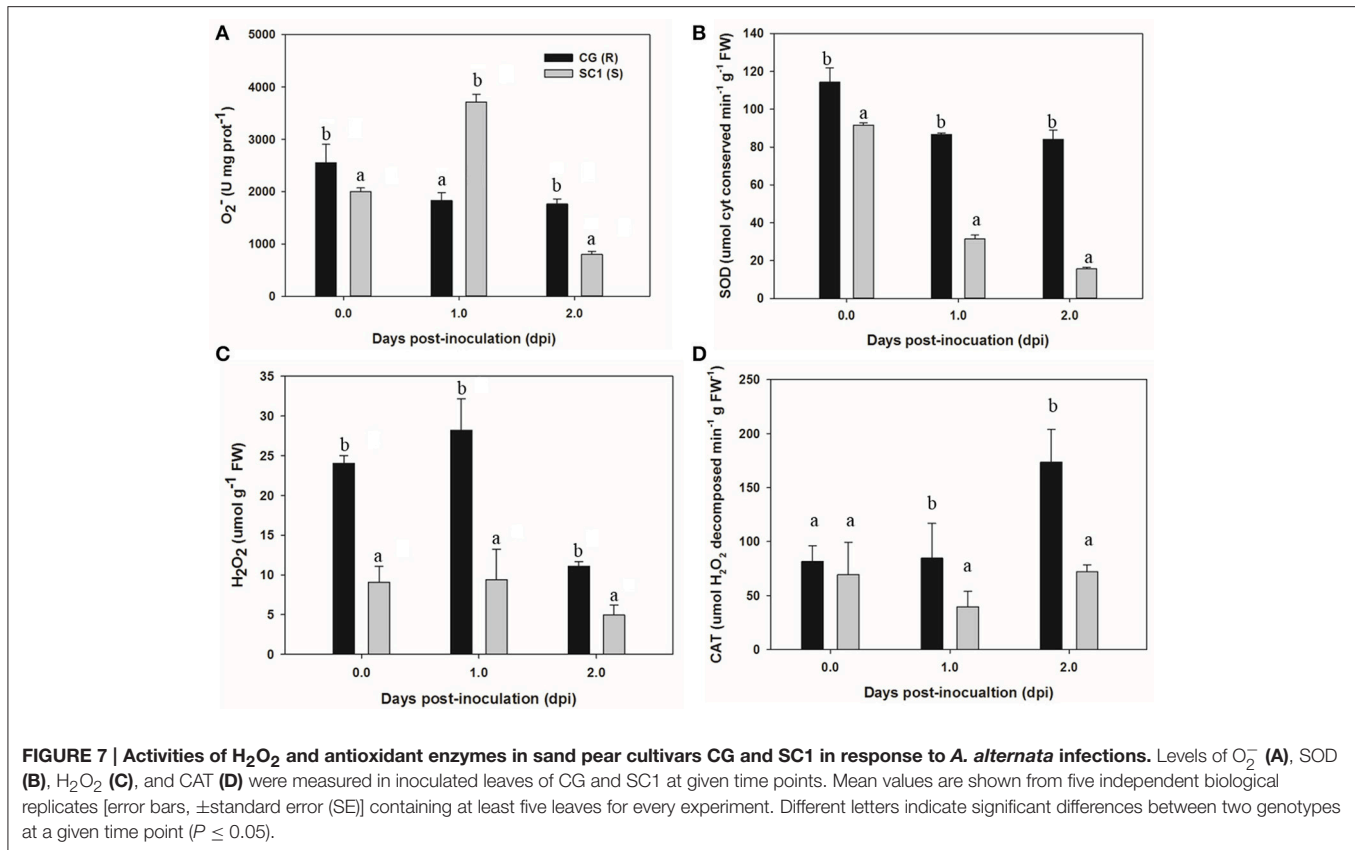 A
5000
4000
3000
2000
1000
0
O₂⁻ (U mg prot⁻¹)
CG (R)
SC1 (S)
b
a
a
b
b
a
0.0
1.0
2.0
Days post-inoculation (dpi)
B
140
120
100
80
60
40
20
0
SOD (umol cyt conserved min⁻¹ g⁻¹ FW)
b
a
b
a
b
a
0.0
1.0
2.0
Days post-inocuation (dpi)
C
35
30
25
20
15
10
5
0
H₂O₂ (umol g⁻¹ FW)
b
a
b
a
b
a
0.0
1.0
2.0
Days post-inoculation (dpi)
D
250
200
150
100
50
0
CAT (umol H₂O₂ decomposed min⁻¹ g FW⁻¹)
a
a
b
a
b
a
0.0
1.0
2.0
Days post-inocualtion (dpi)
FIGURE 7 | Activities of H₂O₂ and antioxidant enzymes in sand pear cultivars CG and SC1 in response to A. alternata infections. Levels of O₂⁻ (A), SOD
(B), H₂O₂ (C), and CAT (D) were measured in inoculated leaves of CG and SC1 at given time points. Mean values are shown from five independent biological
replicates [error bars, ±standard error (SE)] containing at least five leaves for every experiment. Different letters indicate significant differences between two genotypes
at a given time point (P ≤ 0.05).